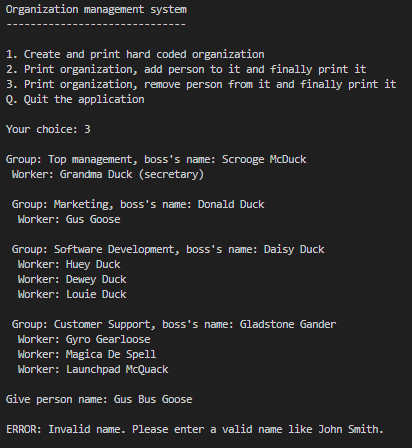 Organization management system
------------------------------
1. Create and print hard coded organization
2. Print organization, add person to it and finally print it
3. Print organization, remove person from it and finally print it
Q. Quit the application
Your choice: 3
Group: Top management, boss's name: Scrooge McDuck
Worker: Grandma Duck (secretary)
Group: Marketing, boss's name: Donald Duck
Worker: Gus Goose
Group: Software Development, boss's name: Daisy Duck
Worker: Huey Duck
Worker: Dewey Duck
Worker: Louie Duck
Group: Customer Support, boss's name: Gladstone Gander
Worker: Gyro Gearloose
Worker: Magica De Spell
Worker: Launchpad McQuack
Give person name: Gus Bus Goose
ERROR: Invalid name. Please enter a valid name like John Smith.